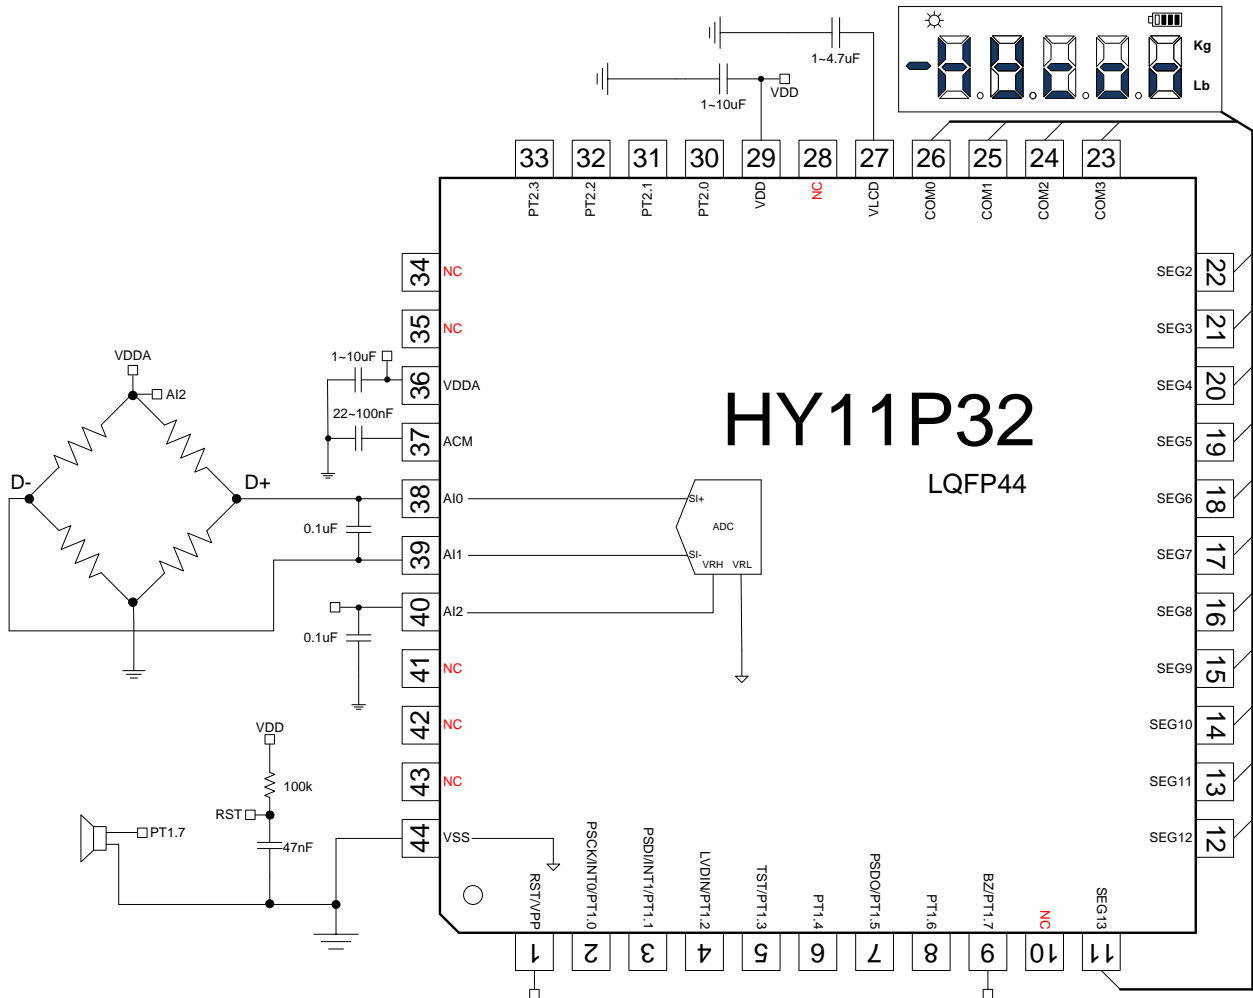 1~4.7uF
Kg
Lb
1~10uF
VDD
33
32
31
30
29
28
27
26
25
24
23
PT2.3
PT2.2
PT2.1
PT2.0
VDD
NC
VLCD
COM0
COM1
COM2
COM3
34
NC
SEG2
22
35
NC
SEG3
21
VDDA
AI2
1~10uF
36
VDDA
SEG4
20
HY11P32
22~100nF
37
ACM
SEG5
19
LQFP44
D-
D+
38
AI0
SI+
SEG6
18
0.1uF
ADC
39
AI1
SI-
SEG7
17
VRH
VRL
40
AI2
SEG8
16
0.1uF
41
NC
SEG9
15
42
NC
SEG10
14
VDD
43
NC
SEG11
13
100k
RST
PT1.7
47nF
44
VSS
SEG12
12
RST/VPP
PSCK/INT0/PT1.0
PSDI/INT1/PT1.1
LVDIN/PT1.2
TST/PT1.3
PT1.4
PSDO/PT1.5
PT1.6
BZ/PT1.7
NC
SEG13
1
2
3
4
5
6
7
8
9
10
11